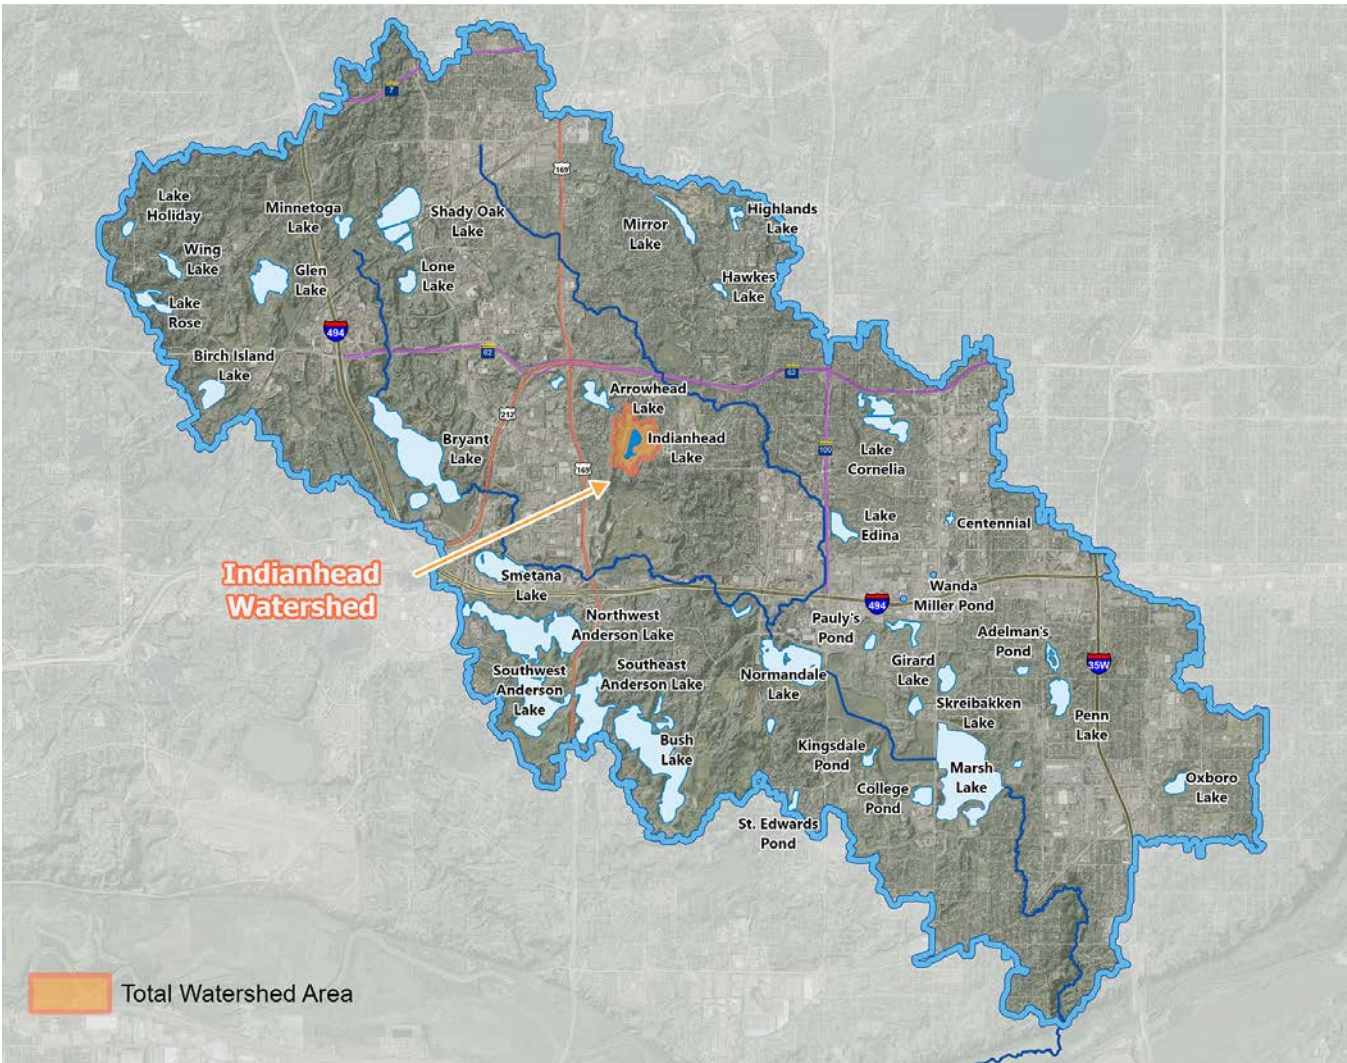 7
169
Lake
Holiday
Minnetoga
Lake
Shady Oak
Lake
Mirror
Lake
Highlands
Lake
Wing
Lake
Glen
Lake
Lone
Lake
Hawkes
Lake
Lake
Rose
494
Birch Island
Lake
62
62
212
Arrowhead
Lake
Bryant
Lake
Indianhead
Lake
169
100
Lake
Cornelia
Lake
Edina
Centennial
Indianhead
Watershed
Smetana
Lake
Wanda
Miller Pond
494
Northwest
Anderson Lake
Pauly's
Pond
Adelman's
Pond
Southwest
Anderson
Lake
Southeast
Anderson Lake
Normandale
Lake
Girard
Lake
35W
Skreibakken
Lake
Penn
Lake
Bush
Lake
Kingsdale
Pond
Marsh
Lake
College
Pond
Oxboro
Lake
St. Edwards
Pond
Total Watershed Area